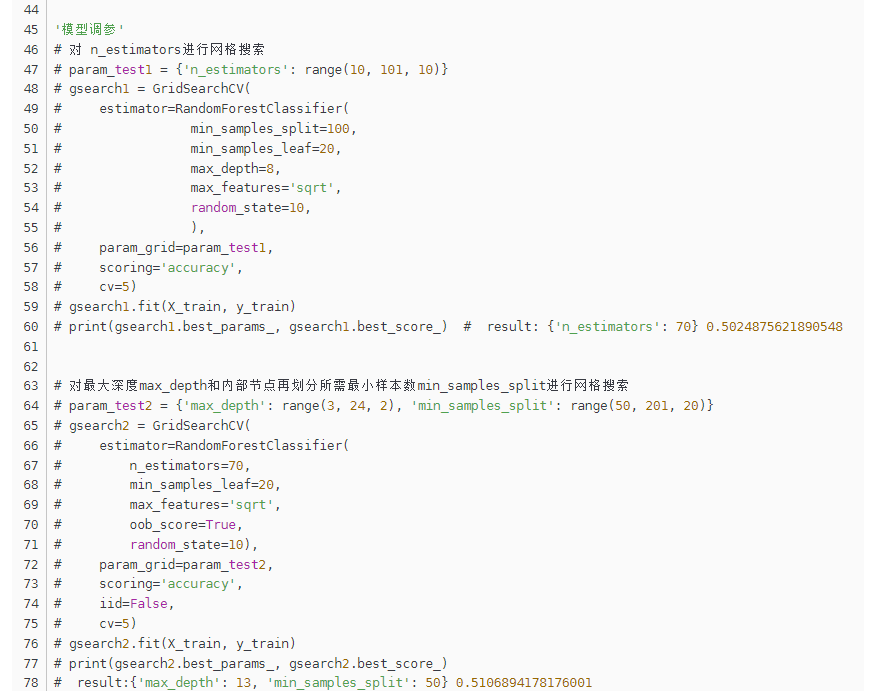 44
45 '模型调参'
46 # 对 n_estimators进行网格搜索
47 # param_test1 = {'n_estimators': range(10, 101, 10)}
48 # gsearch1 = GridSearchCV(
49 #     estimator=RandomForestClassifier(
50 #                 min_samples_split=100,
51 #                 min_samples_leaf=20,
52 #                 max_depth=8,
53 #                 max_features='sqrt',
54 #                 random_state=10,
55 #                 ),
56 #     param_grid=param_test1,
57 #     scoring='accuracy',
58 #     cv=5)
59 # gsearch1.fit(X_train, y_train)
60 # print(gsearch1.best_params_, gsearch1.best_score_)  #  result: {'n_estimators': 70} 0.5024875621890548
61
62
63 # 对最大深度max_depth和内部节点再划分所需最小样本数min_samples_split进行网格搜索
64 # param_test2 = {'max_depth': range(3, 24, 2), 'min_samples_split': range(50, 201, 20)}
65 # gsearch2 = GridSearchCV(
66 #     estimator=RandomForestClassifier(
67 #         n_estimators=70,
68 #         min_samples_leaf=20,
69 #         max_features='sqrt',
70 #         oob_score=True,
71 #         random_state=10),
72 #     param_grid=param_test2,
73 #     scoring='accuracy',
74 #     iid=False,
75 #     cv=5)
76 # gsearch2.fit(X_train, y_train)
77 # print(gsearch2.best_params_, gsearch2.best_score_)
78 #  result:{'max_depth': 13, 'min_samples_split': 50} 0.5106894178176001